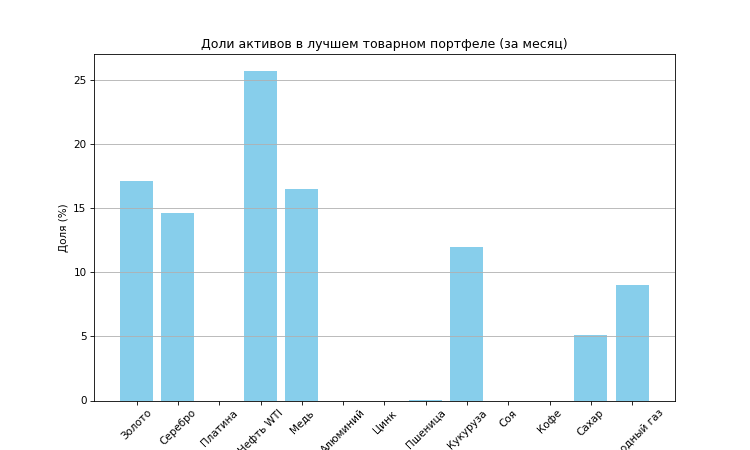 Доли активов в лучшем товарном портфеле (за месяц)
Доля (%)
25
20
15
10
5
0
Золото
Серебро
Платина
Нефть WTI
Медь
Алюминий
Цинк
Пшеница
Кукуруза
Соя
Кофе
Сахар
газ